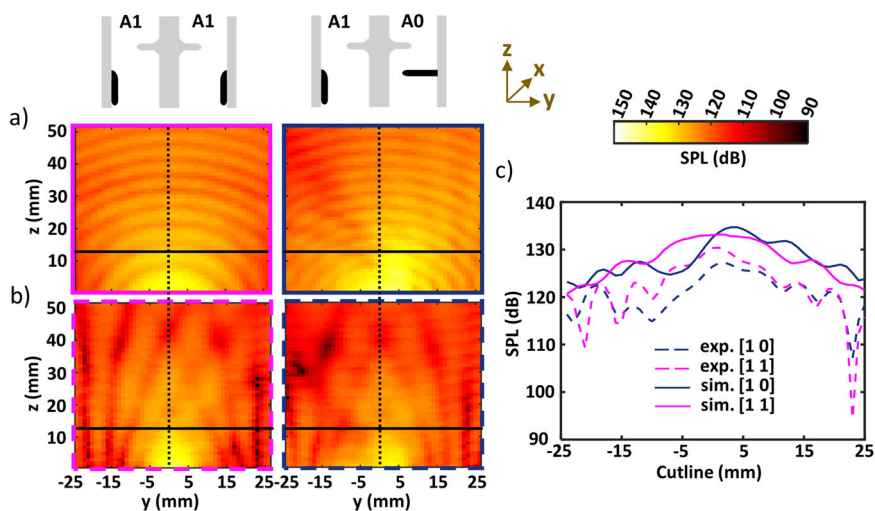 A1 A1 A1 A0
z
x
y
150 140 130 120 110 100 90
SPL (dB)
a)
z (mm)
50
40
30
20
10
b)
z (mm)
50
40
30
20
10
-25 -15 -5 5 15 25 -25 -15 -5 5 15 25
y (mm) y (mm)
c)
SPL (dB)
140
130
120
110
100
90
exp. [1 0]
exp. [1 1]
sim. [1 0]
sim. [1 1]
-25 -15 -5 5 15 25
Cutline (mm)